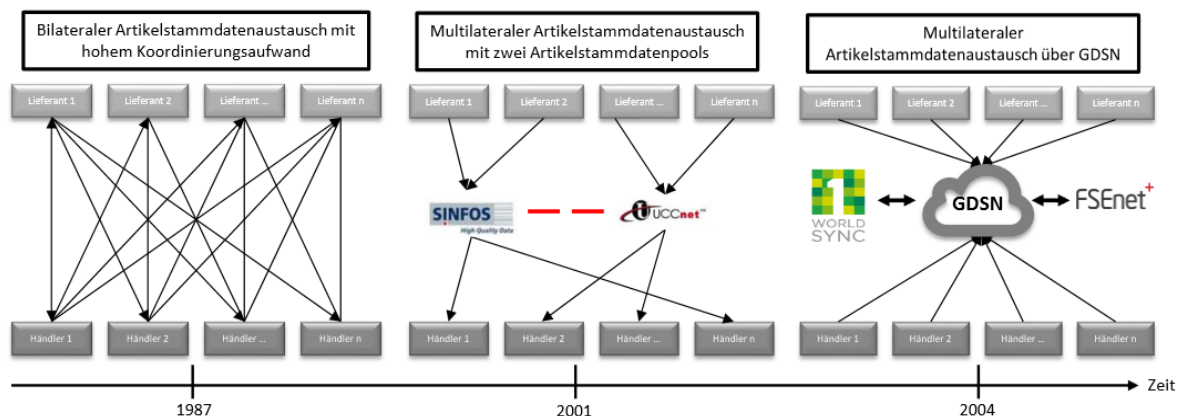 Bilateraler Artikelstammdatenaustausch mit
hohem Koordinierungsaufwand
Multilateraler Artikelstammdatenaustausch
mit zwei Artikelstammdatenpools
Multilateraler
Artikelstammdatenaustausch über GDSN
Lieferant 1
Lieferant 2
Lieferant ...
Lieferant n
Lieferant 1
Lieferant 2
Lieferant ...
Lieferant n
Lieferant 1
Lieferant 2
Lieferant ...
Lieferant n
SINFOS
High Quality Data
UCCnet™
1
WORLD
SYNC
GDSN
FSEnet+
Händler 1
Händler 2
Händler ...
Händler n
Händler 1
Händler 2
Händler ...
Händler n
Händler 1
Händler 2
Händler ...
Händler n
Zeit
1987
2001
2004